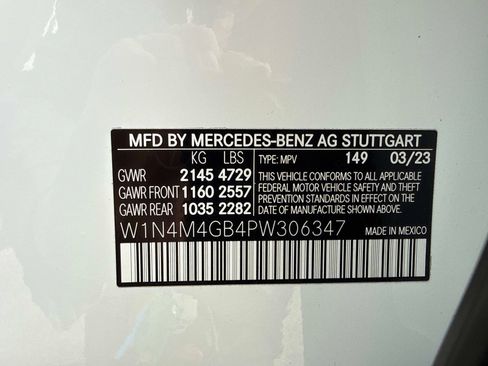 MFD BY MERCEDES-BENZ AG STUTTGART
KG LBS TYPE: MPV 149 03/23
GWR 2145 4729 THIS VEHICLE CONFORMS TO ALL APPLICABLE
GAWR FRONT 1160 2557 FEDERAL MOTOR VEHICLE SAFETY AND THEFT
PREVENTION STANDARDS IN EFFECT ON THE
GAWR REAR 1035 2282 DATE OF MANUFACTURE SHOWN ABOVE.
W1N4M4GB4PW306347 MADE IN MEXICO